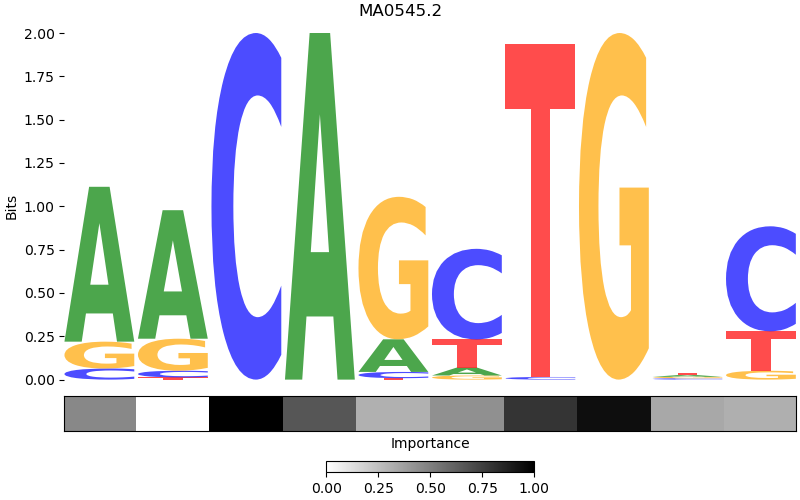 MA0545.2
2.00
1.75
1.50
1.25
1.00
0.75
0.50
0.25
0.00
Bits
A A C A G C T G A C
G G A T T T
C C C A C G
T T G
Importance
0.00 0.25 0.50 0.75 1.00